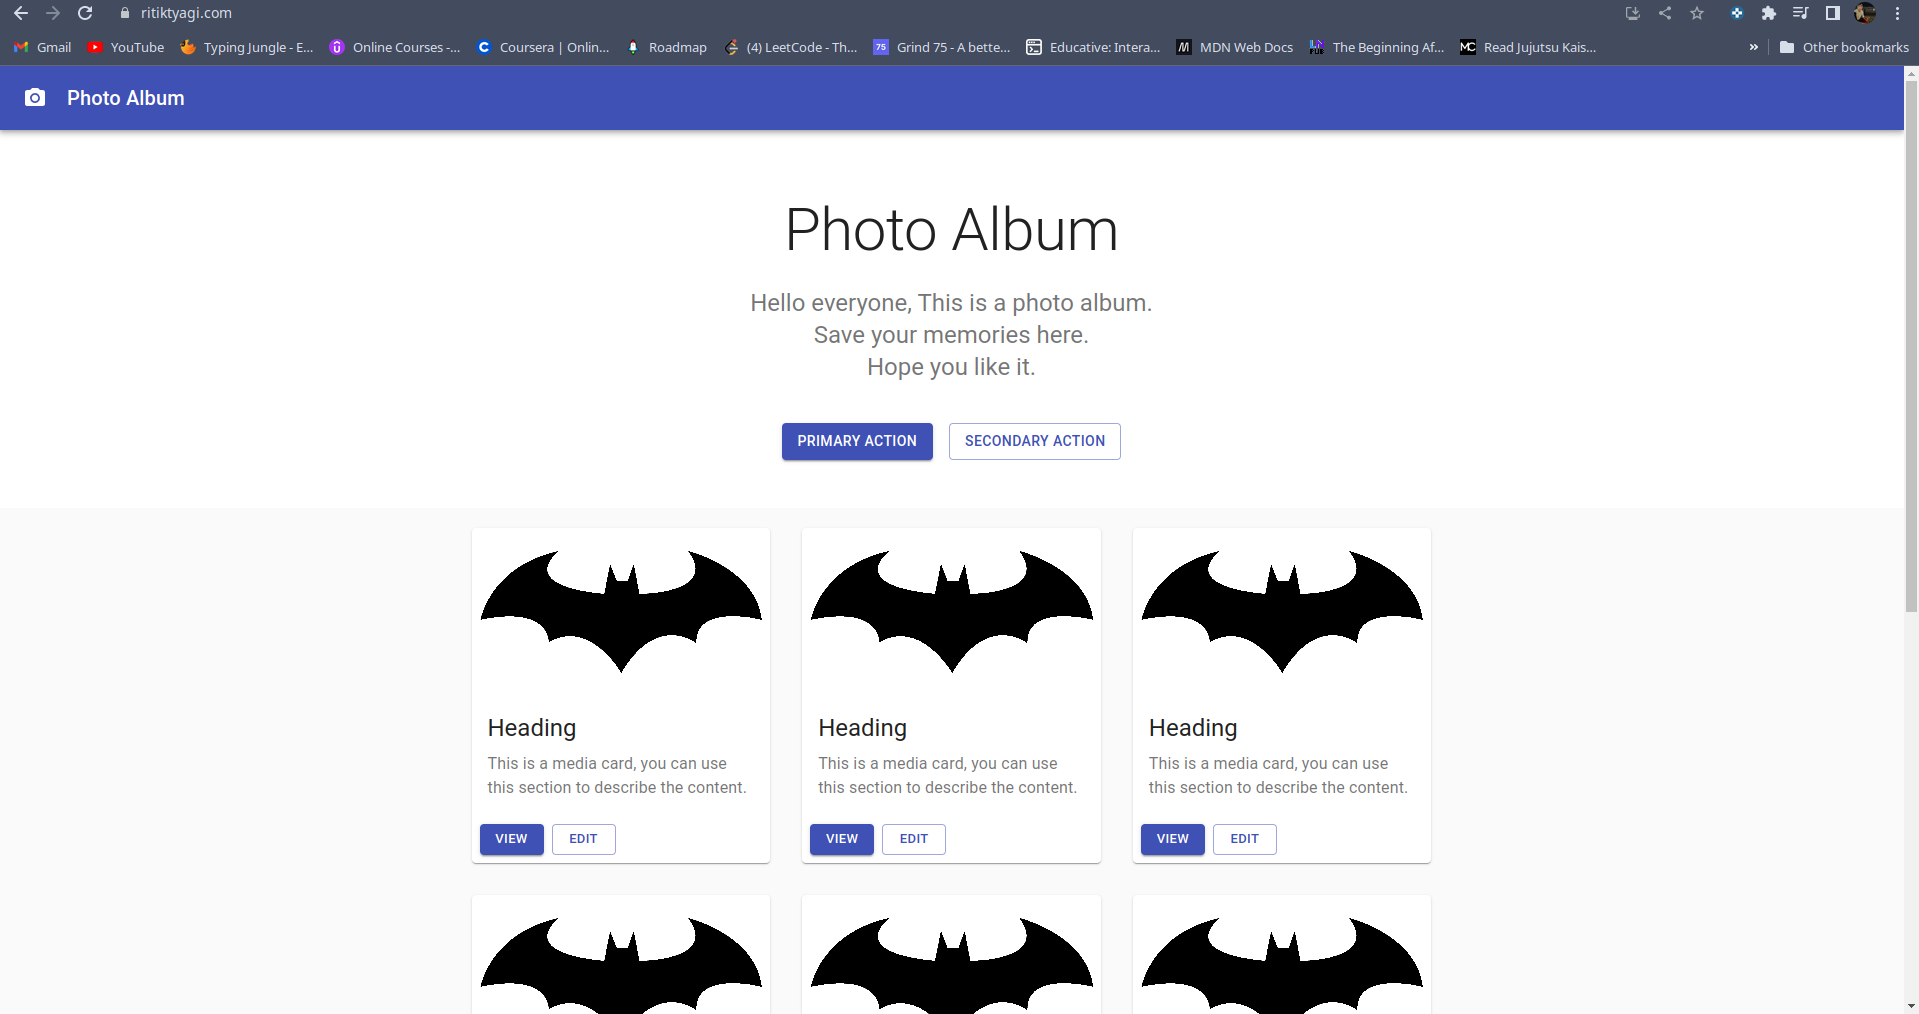 ritiktyagi.com
Gmail YouTube Typing Jungle - E... Online Courses -... Coursera | Onlin... Roadmap (4) LeetCode - Th... 75 Grind 75 - A bette... Educative: Intera... MDN Web Docs The Beginning Af... Read Jujutsu Kais... » Other bookmarks
Photo Album
Photo Album
Hello everyone, This is a photo album.
Save your memories here.
Hope you like it.
PRIMARY ACTION SECONDARY ACTION
Heading Heading Heading
This is a media card, you can use This is a media card, you can use This is a media card, you can use
this section to describe the content. this section to describe the content. this section to describe the content.
VIEW EDIT VIEW EDIT VIEW EDIT